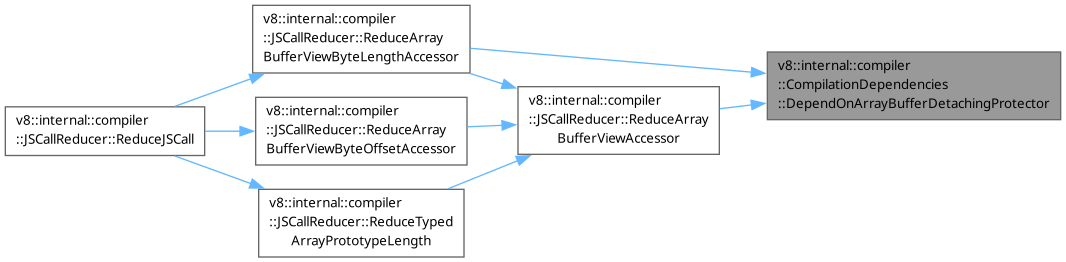 v8::internal::compiler
::JSCallReducer::ReduceJSCall
v8::internal::compiler
::JSCallReducer::ReduceArray
BufferViewByteLengthAccessor
v8::internal::compiler
::JSCallReducer::ReduceArray
BufferViewByteOffsetAccessor
v8::internal::compiler
::JSCallReducer::ReduceTyped
ArrayPrototypeLength
v8::internal::compiler
::JSCallReducer::ReduceArray
BufferViewAccessor
v8::internal::compiler
::CompilationDependencies
::DependOnArrayBufferDetachingProtector